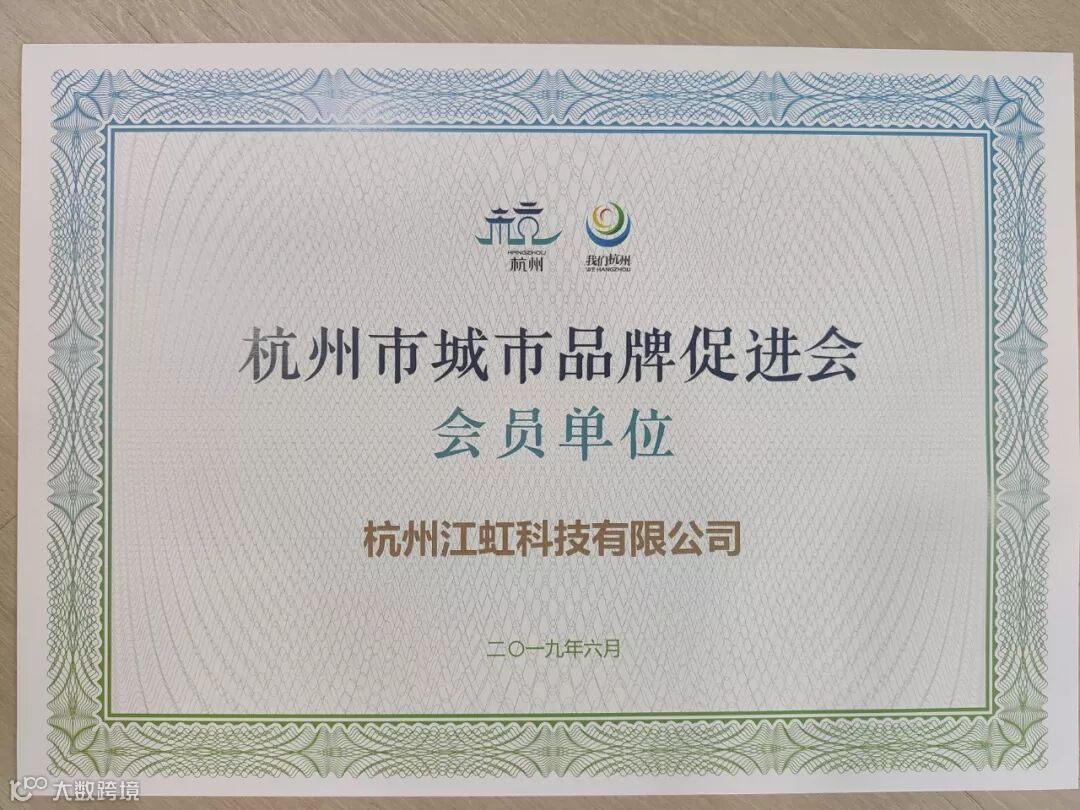 杭
HANGZHOU
杭州
我们杭州
WE HANGZHOU
杭州市城市品牌促进会
会员单位
杭州江虹科技有限公司
二〇一九年六月
大数跨境